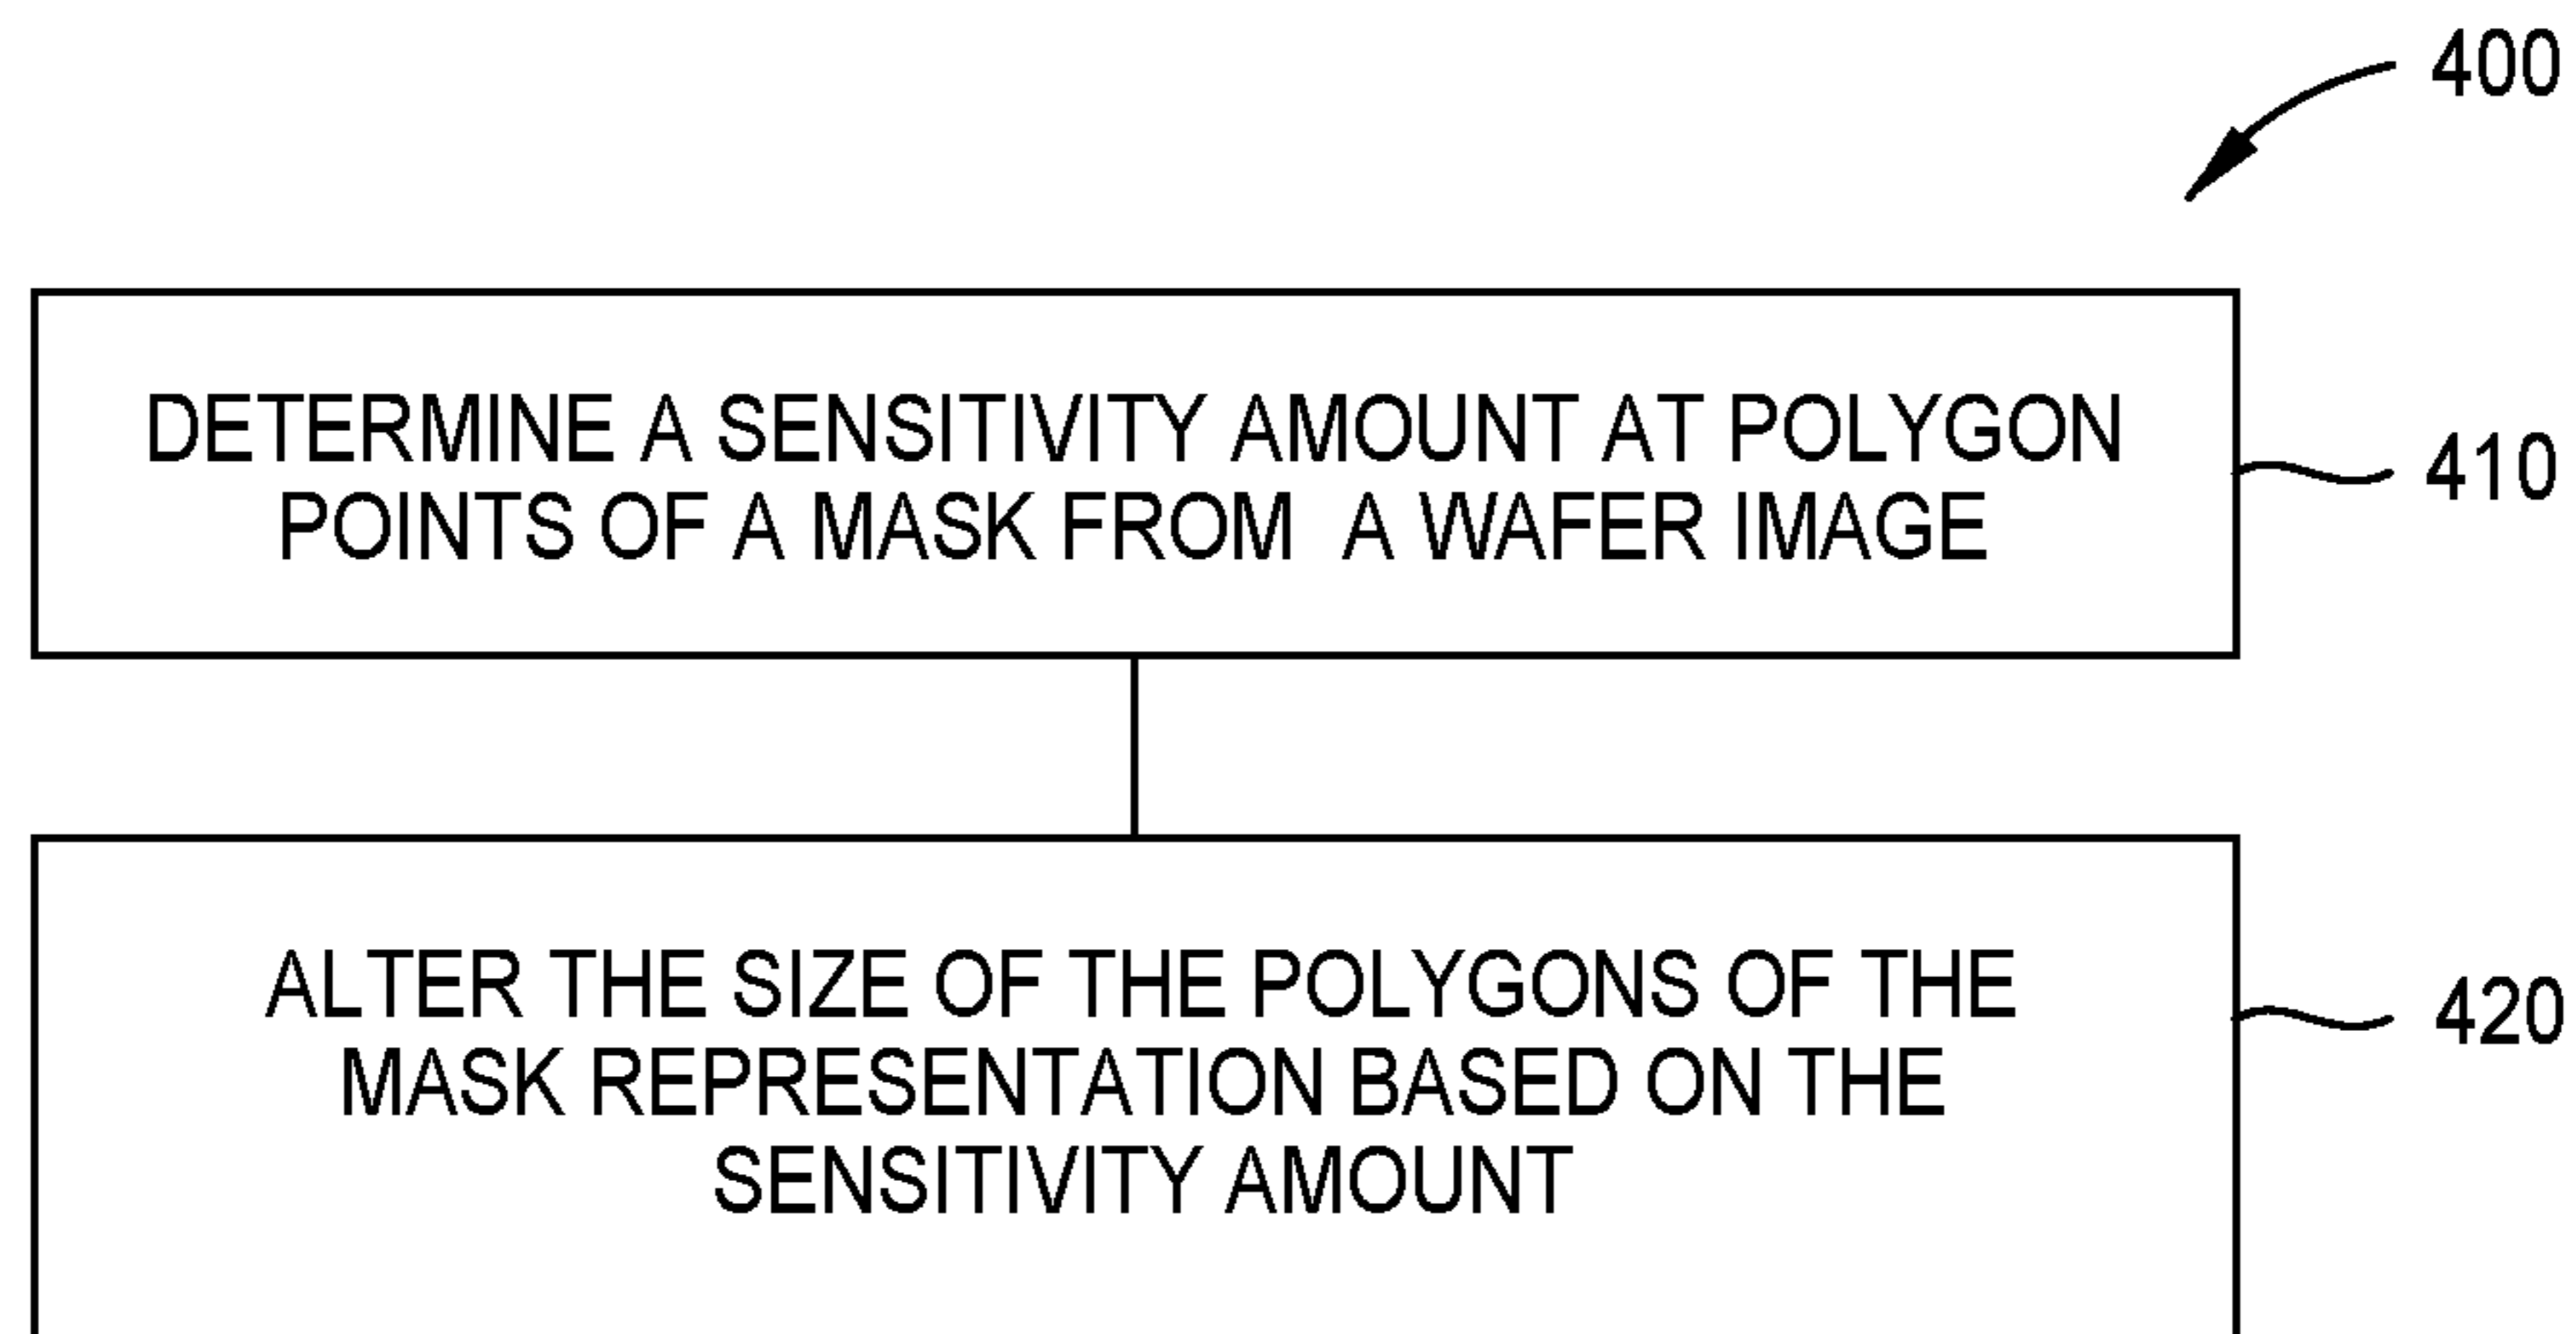 400
DETERMINE A SENSITIVITY AMOUNT AT POLYGON
POINTS OF A MASK FROM A WAFER IMAGE
410
ALTER THE SIZE OF THE POLYGONS OF THE
MASK REPRESENTATION BASED ON THE
SENSITIVITY AMOUNT
420